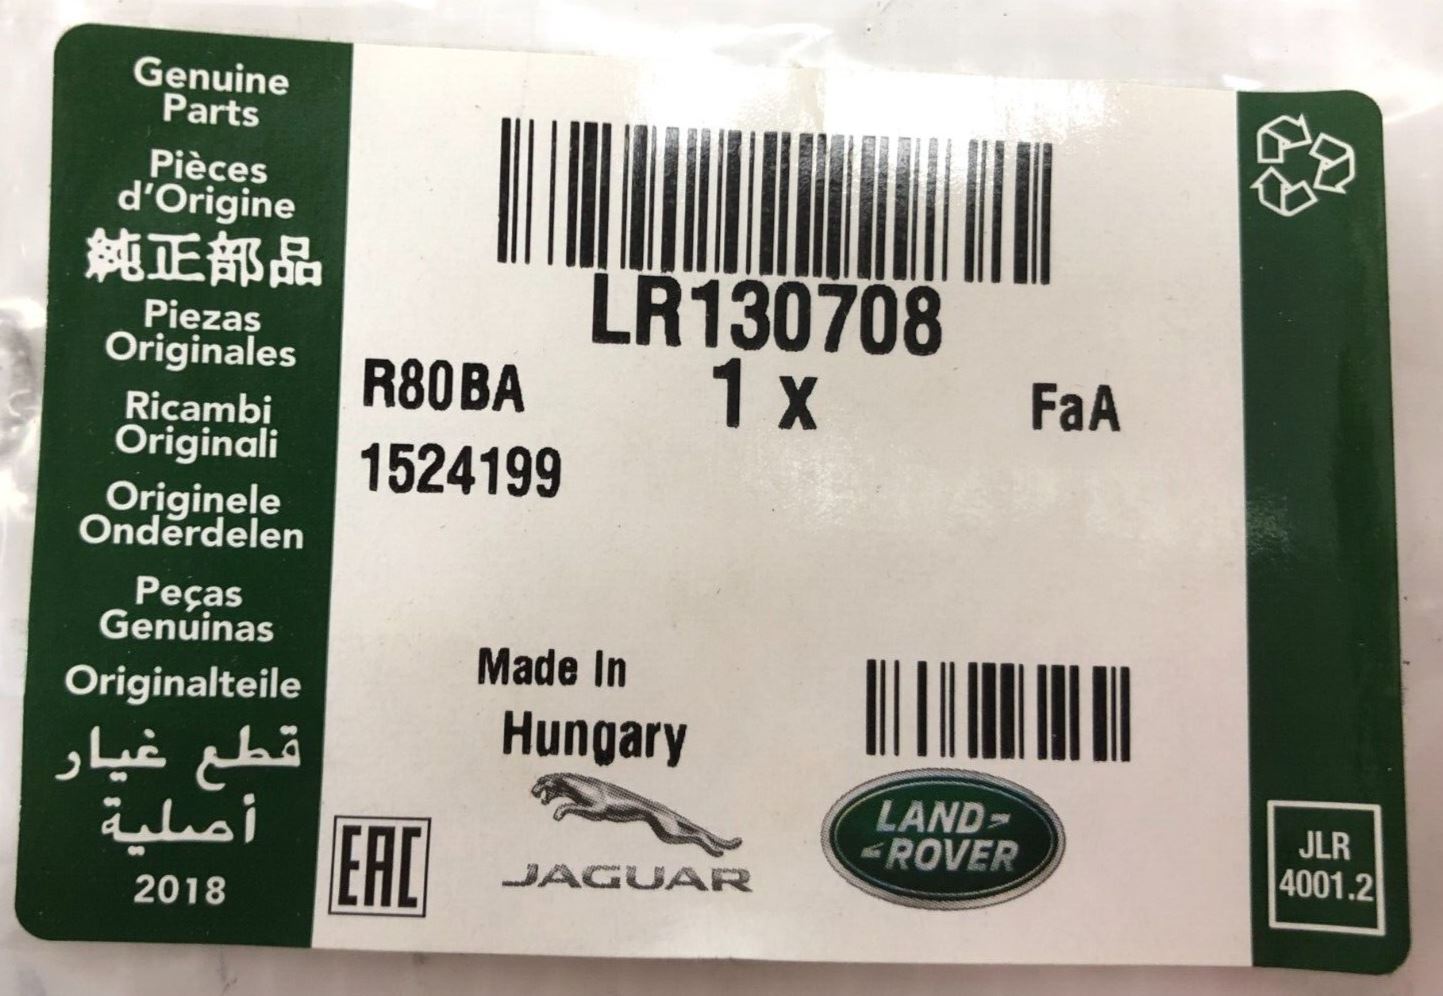 Genuine
Parts
Pièces
d'Origine
純正部品
Piezas
Originales
Ricambi
Originali
Originele
Onderdelen
Peças
Genuinas
Originalteile
قطع غيار
أصلية
2018
LR130708
R80BA 1 x FaA
1524199
Made In
Hungary
EAC
JAGUAR
LAND-
-ROVER
JLR
4001.2